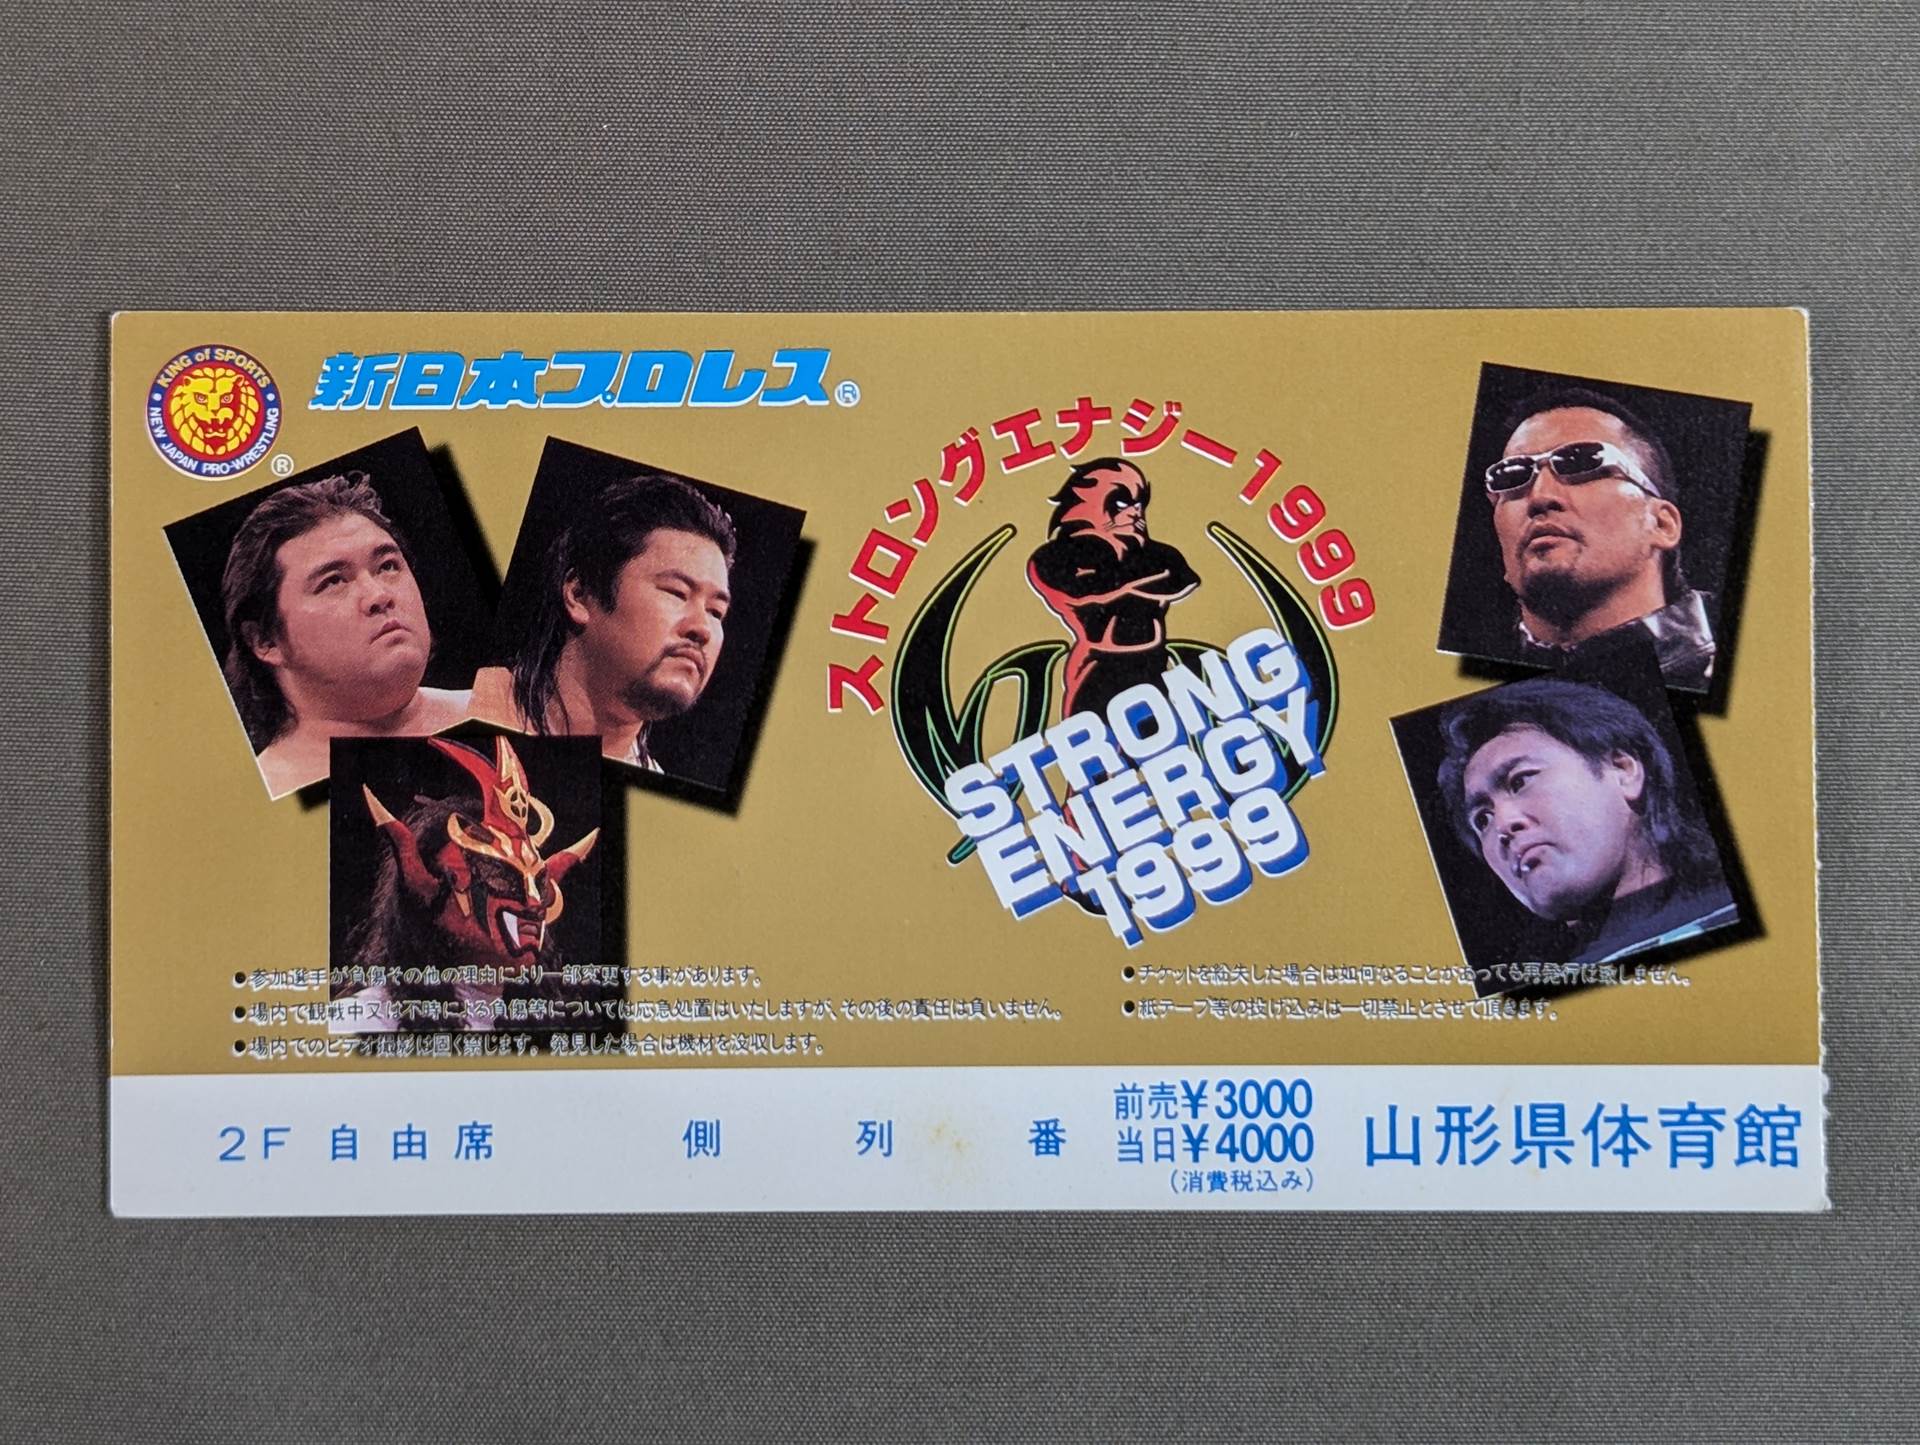 KING of SPORTS
NEW JAPAN PRO-WRESTLING
®
新日本プロレス®
ストロングエナジー1999
STRONG
ENERGY
1999
●参加選手が負傷その他の理由により一部変更する事があります。
●場内で観戦中又は不時による負傷等については応急処置はいたしますが、その後の責任は負いません。
●場内でのビデオ撮影は固く禁じます。発見した場合は機材を没収します。
●チケットを紛失した場合は如何なることがあっても再発行は致しません。
●紙テープ等の投げ込みは一切禁止とさせて頂きます。
2F 自由席 側 列 番
前売¥3000
当日¥4000
(消費税込み)
山形県体育館